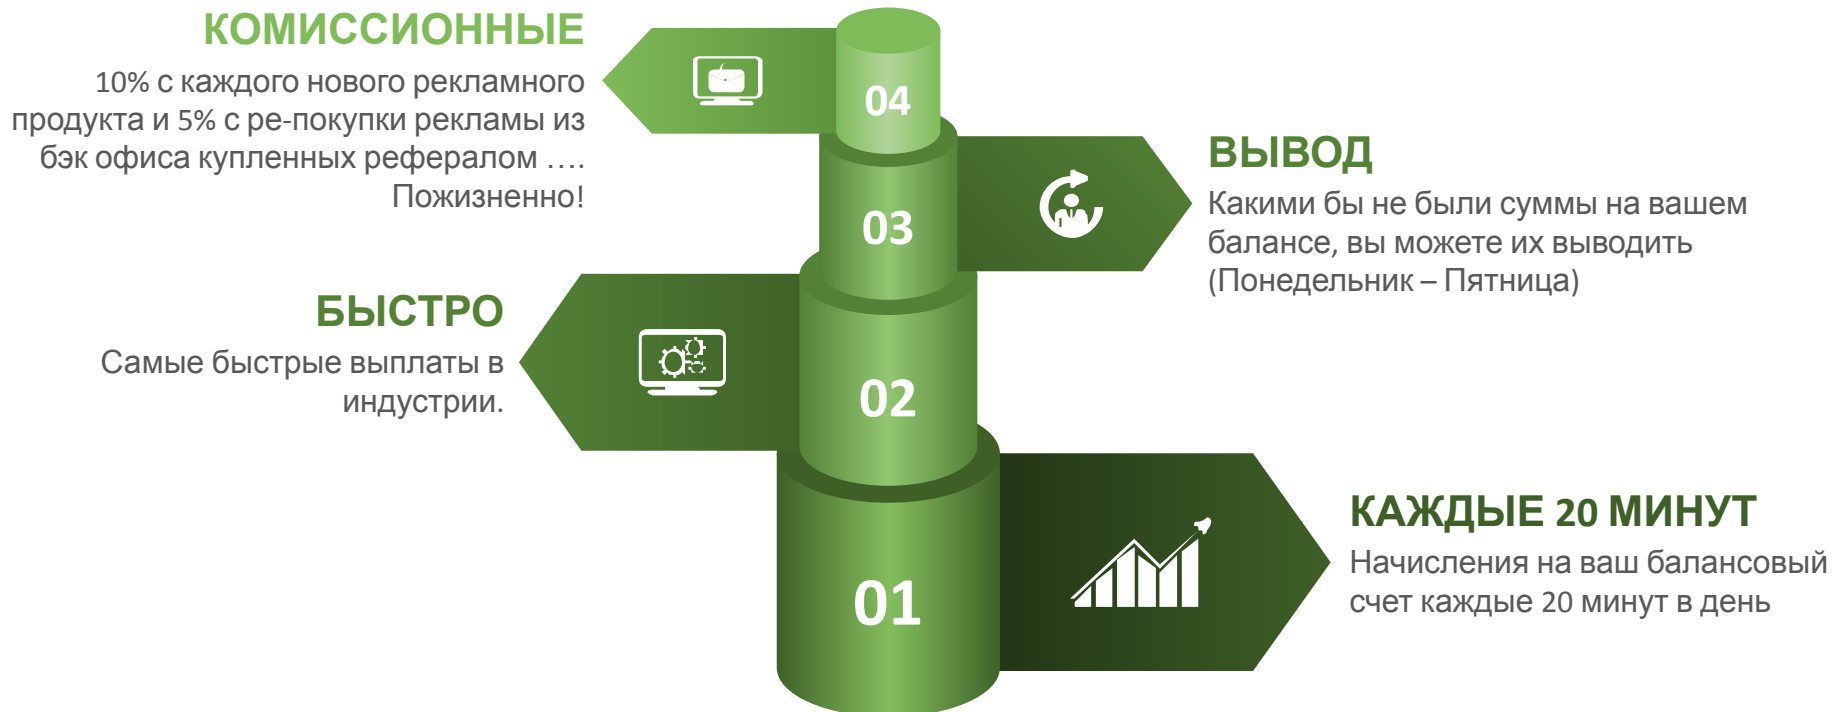 КОМИССИОННЫЕ
10% с каждого нового рекламного
продукта и 5% с ре-покупки рекламы из
бэк офиса купленных рефералом ….
Пожизненно!
04
ВЫВОД
Какими бы не были суммы на вашем
балансе, вы можете их выводить
(Понедельник – Пятница)
03
БЫСТРО
Самые быстрые выплаты в
индустрии.
02
КАЖДЫЕ 20 МИНУТ
Начисления на ваш балансовый
счет каждые 20 минут в день
01